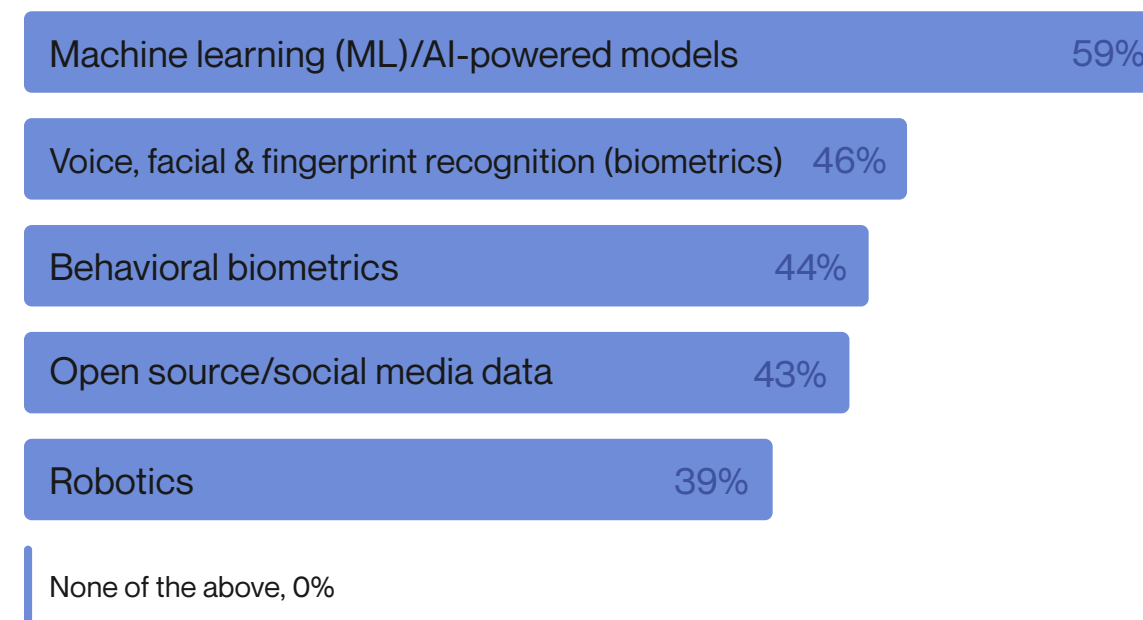 Machine learning (ML)/AI-powered models 59%
Voice, facial & fingerprint recognition (biometrics) 46%
Behavioral biometrics 44%
Open source/social media data 43%
Robotics 39%
None of the above, 0%